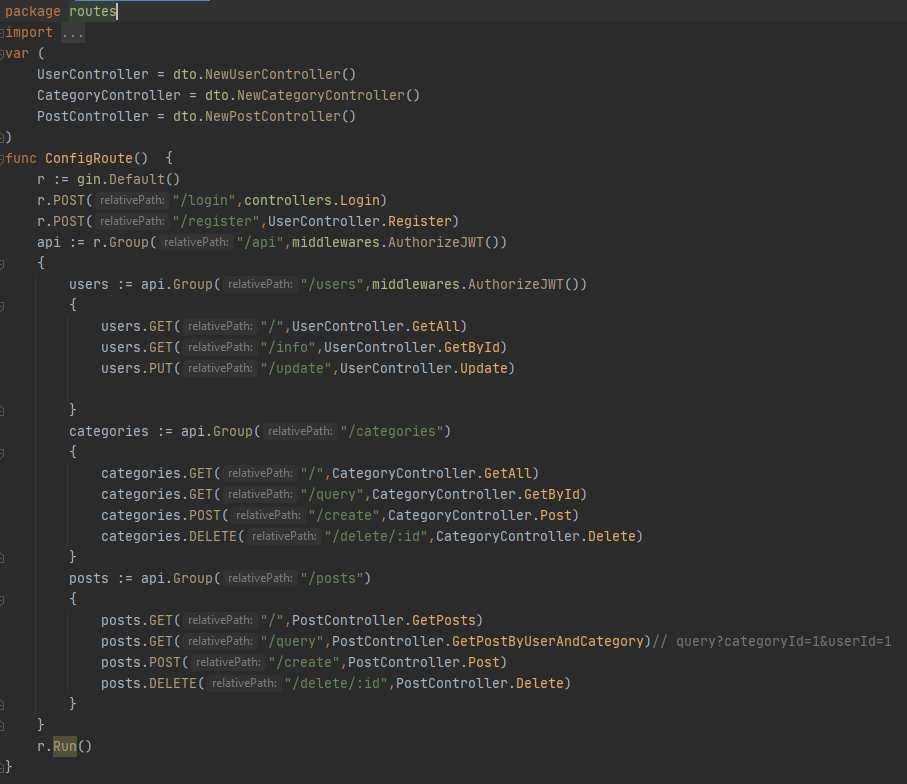 package routes
import ...
var (
    UserController = dto.NewUserController()
    CategoryController = dto.NewCategoryController()
    PostController = dto.NewPostController()
)
func ConfigRoute()  {
    r := gin.Default()
    r.POST( relativePath: "/login",controllers.Login)
    r.POST( relativePath: "/register",UserController.Register)
    api := r.Group( relativePath: "/api",middlewares.AuthorizeJWT())
    {
        users := api.Group( relativePath: "/users",middlewares.AuthorizeJWT())
        {
            users.GET( relativePath: "/",UserController.GetAll)
            users.GET( relativePath: "/info",UserController.GetById)
            users.PUT( relativePath: "/update",UserController.Update)

        }
        categories := api.Group( relativePath: "/categories")
        {
            categories.GET( relativePath: "/",CategoryController.GetAll)
            categories.GET( relativePath: "/query",CategoryController.GetById)
            categories.POST( relativePath: "/create",CategoryController.Post)
            categories.DELETE( relativePath: "/delete/:id",CategoryController.Delete)
        }
        posts := api.Group( relativePath: "/posts")
        {
            posts.GET( relativePath: "/",PostController.GetPosts)
            posts.GET( relativePath: "/query",PostController.GetPostByUserAndCategory)// query?categoryId=1&userId=1
            posts.POST( relativePath: "/create",PostController.Post)
            posts.DELETE( relativePath: "/delete/:id",PostController.Delete)
        }
    }
    r.Run()
}